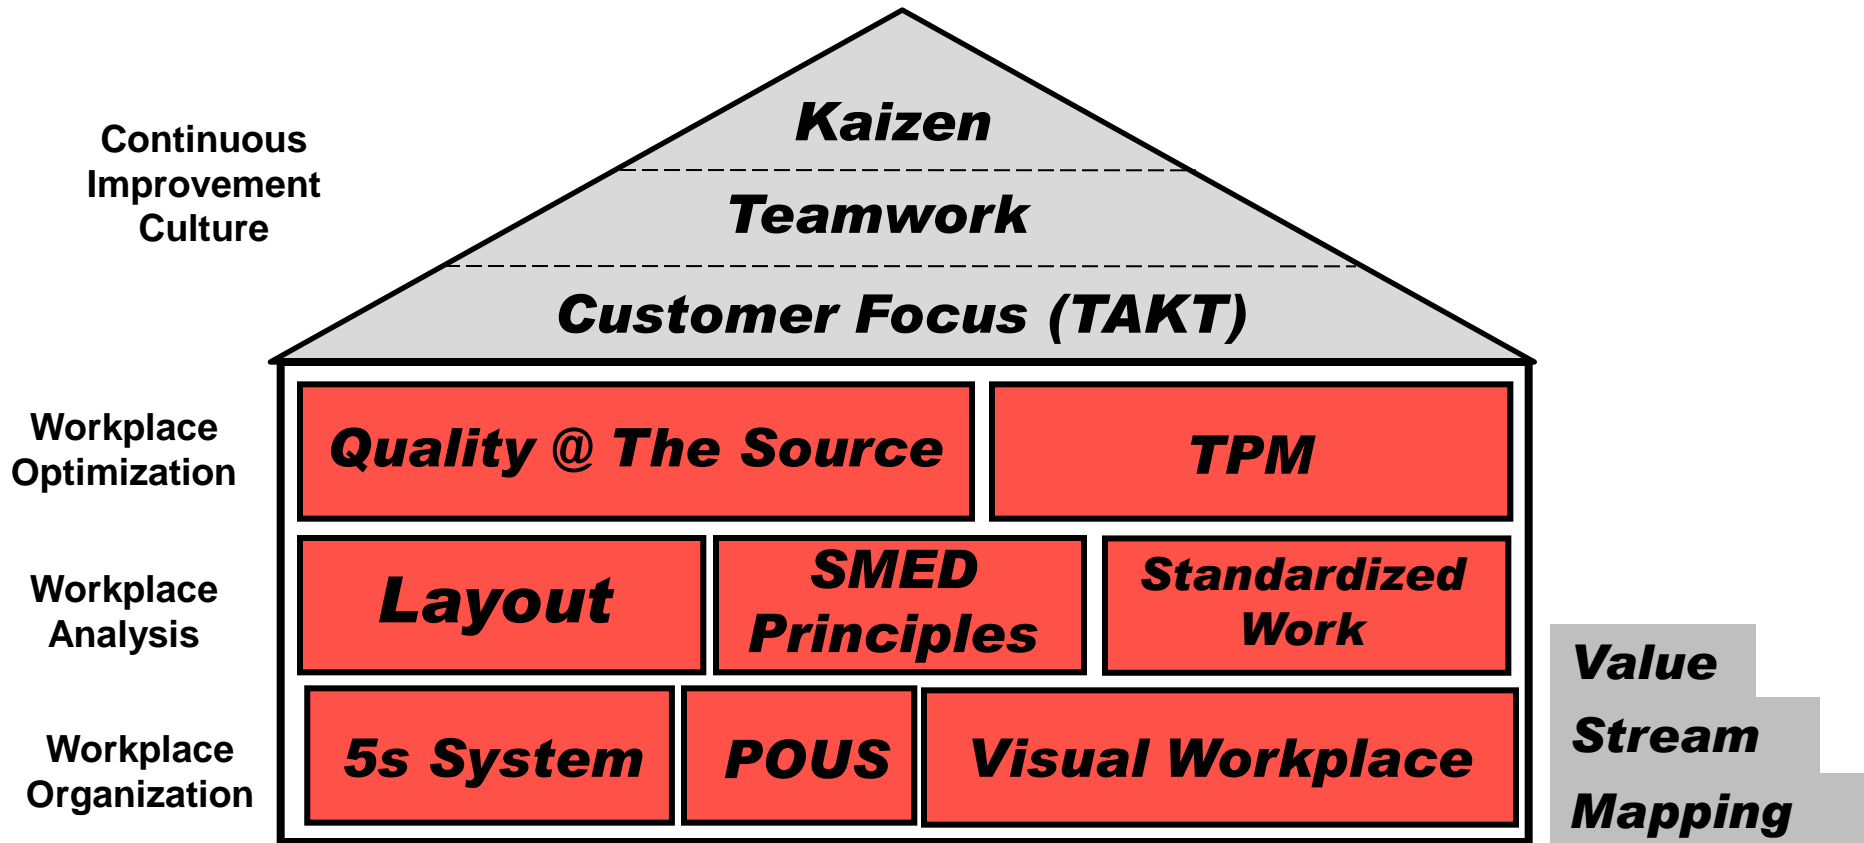 Kaizen
Continuous
Improvement
Culture
Teamwork
Customer Focus (TAKT)
Workplace
Optimization
Quality @ The Source
TPM
Workplace
Analysis
Layout
SMED
Principles
Standardized
Work
Workplace
Organization
5s System
POUS
Visual Workplace
Value
Stream
Mapping